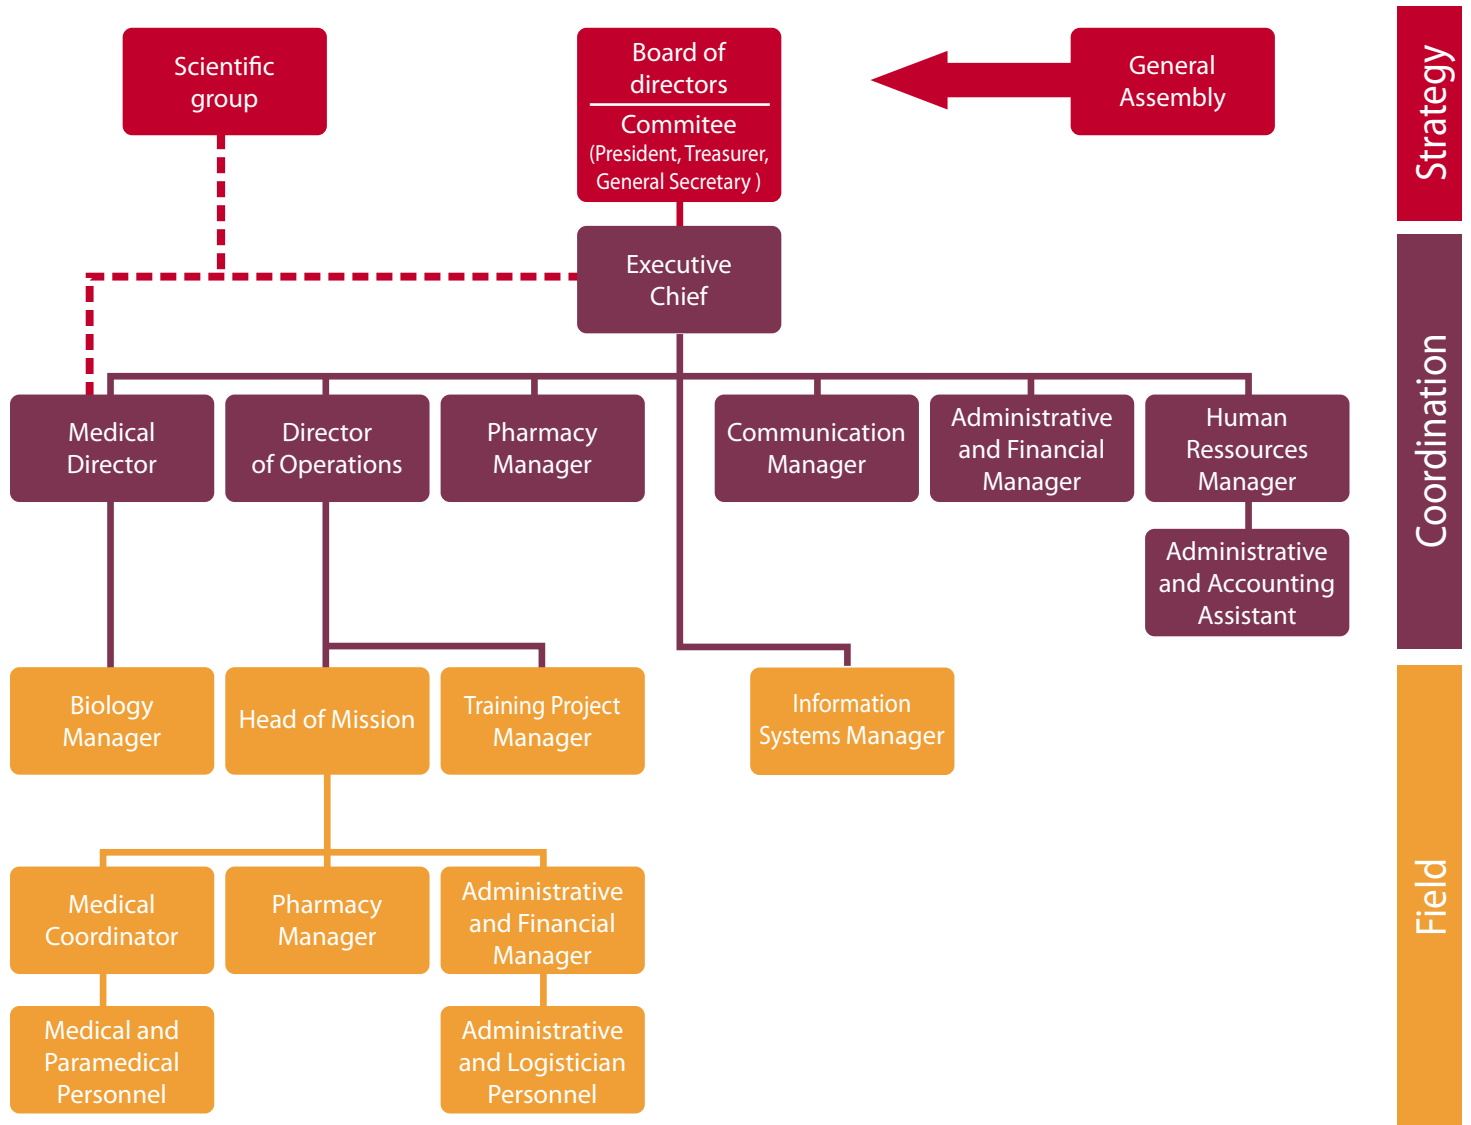 Scientific
group
Board of
directors
Commitee
(President, Treasurer,
General Secretary )
General
Assembly
Strategy
Executive
Chief
Medical
Director
Director
of Operations
Pharmacy
Manager
Communication
Manager
Administrative
and Financial
Manager
Human
Ressources
Manager
Administrative
and Accounting
Assistant
Coordination
Biology
Manager
Head of Mission
Training Project
Manager
Information
Systems Manager
Medical
Coordinator
Pharmacy
Manager
Administrative
and Financial
Manager
Medical and
Paramedical
Personnel
Administrative
and Logistician
Personnel
Field